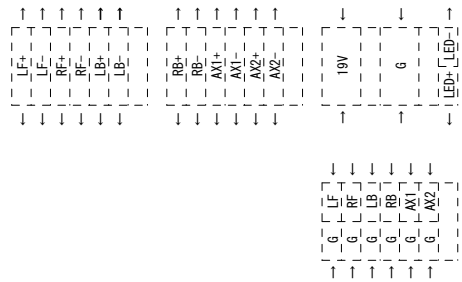 LF+ LF- RF+ RF- LB+ LB-
RB+ RB- AX1+ AX1- AX2+ AX2-
19V G LED+ LED-
LF RF LB RB AX1 AX2
G G G G G G